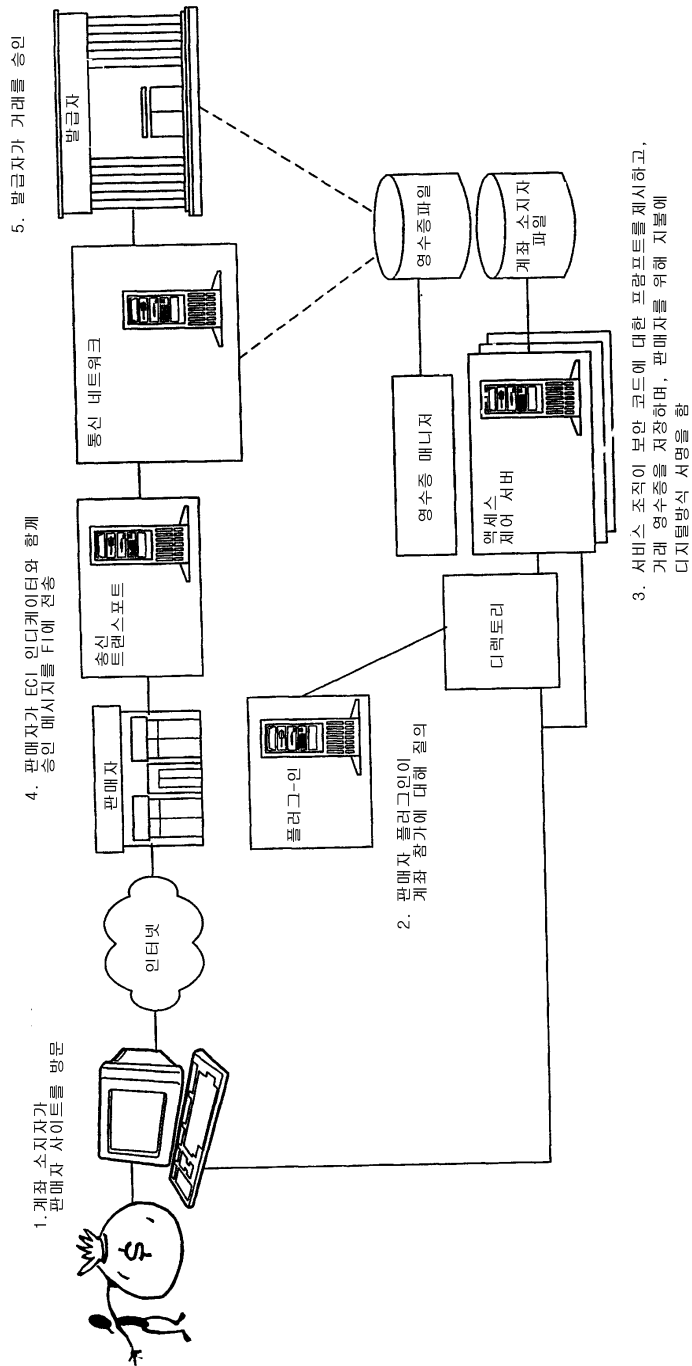 1. 계좌 소지자가
판매자 사이트를 방문
인터넷
판매자
4. 판매자가 ECI 인디케이터와 함께
승인 메시지를 FI에 전송
송신
트랜스포트
통신 네트워크
5. 발급자가 거래를 승인
발급자
플러그-인
2. 판매자 플러그인이
계좌 참가에 대해 질의
디렉토리
영수증 매니저
영수증파일
액세스
제어 서버
계좌 소지자
파일
3. 서비스 조직이 보안 코드에 대한 프람프트를제시하고,
거래 영수증을 저장하며, 판매자를 위해 지불에
디지털방식 서명을 함
$